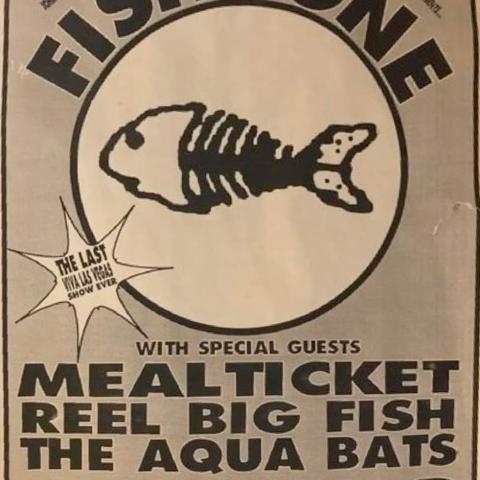 FISHBONE
THE LAST
VIVA LAS VEGAS
SHOW EVER
WITH SPECIAL GUESTS
MEALTICKET
REEL BIG FISH
THE AQUA BATS